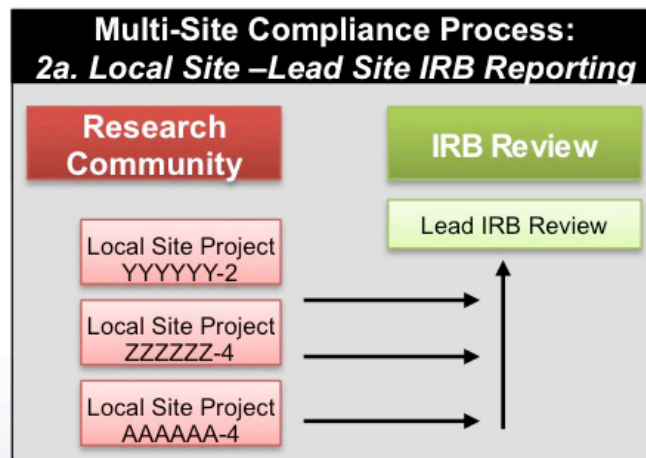 Multi-Site Compliance Process:
2a. Local Site –Lead Site IRB Reporting
Research
Community
IRB Review
Lead IRB Review
Local Site Project
YYYYYY-2
Local Site Project
ZZZZZZ-4
Local Site Project
AAAAAA-4